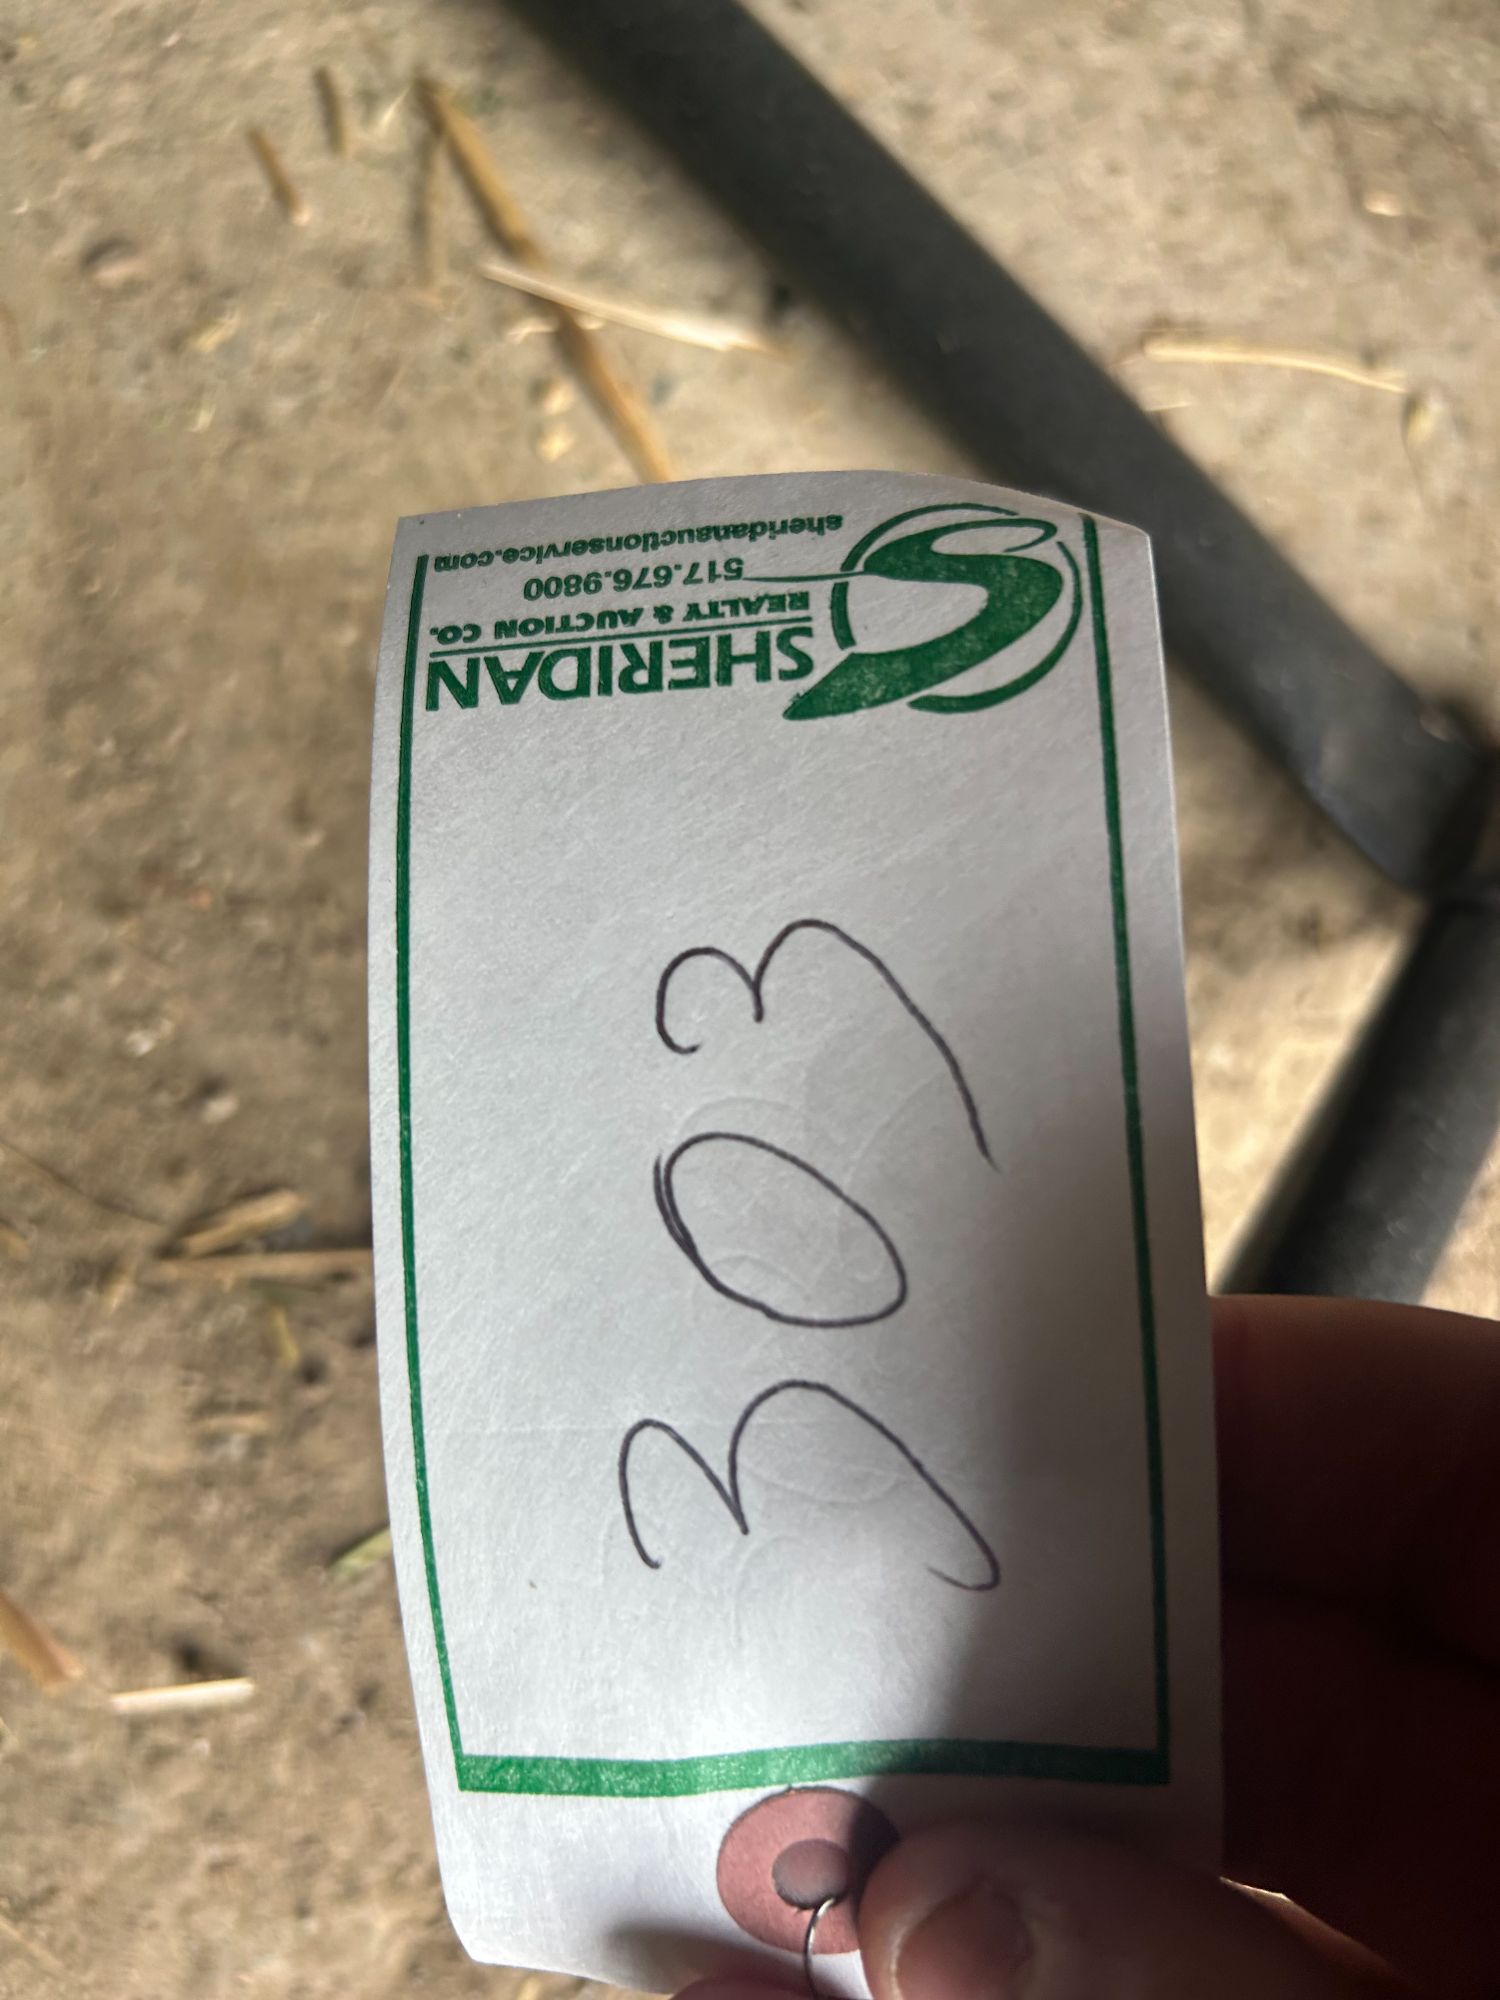 SHERIDAN
REALTY & AUCTION CO.
517.676.9800
sheridanauctionservice.com
303